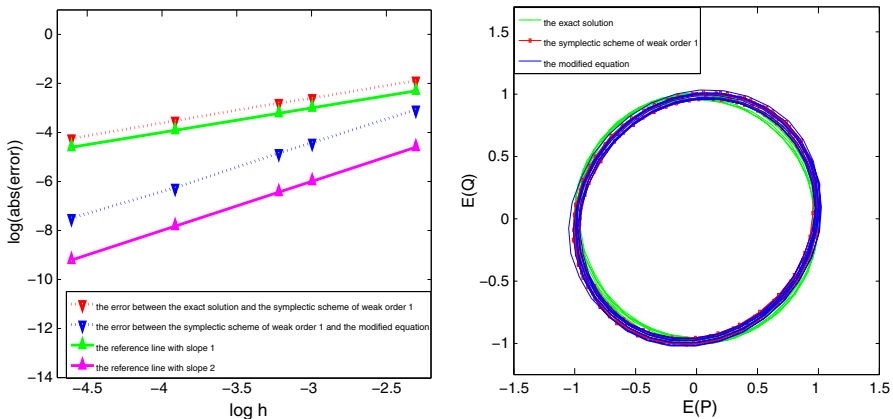 0
−2
−4
−6
−8
−10
−12
−14
log(abs(error))
the error between the exact solution and the symplectic scheme of weak order 1
the error between the symplectic scheme of weak order 1 and the modified equation
the reference line with slope 1
the reference line with slope 2
−4.5 −4 −3.5 −3 −2.5
log h
1.5
1
0.5
0
−0.5
−1
E(Q)
the exact solution
the symplectic scheme of weak order 1
the modified equation
−1.5 −1 −0.5 0 0.5 1 1.5
E(P)